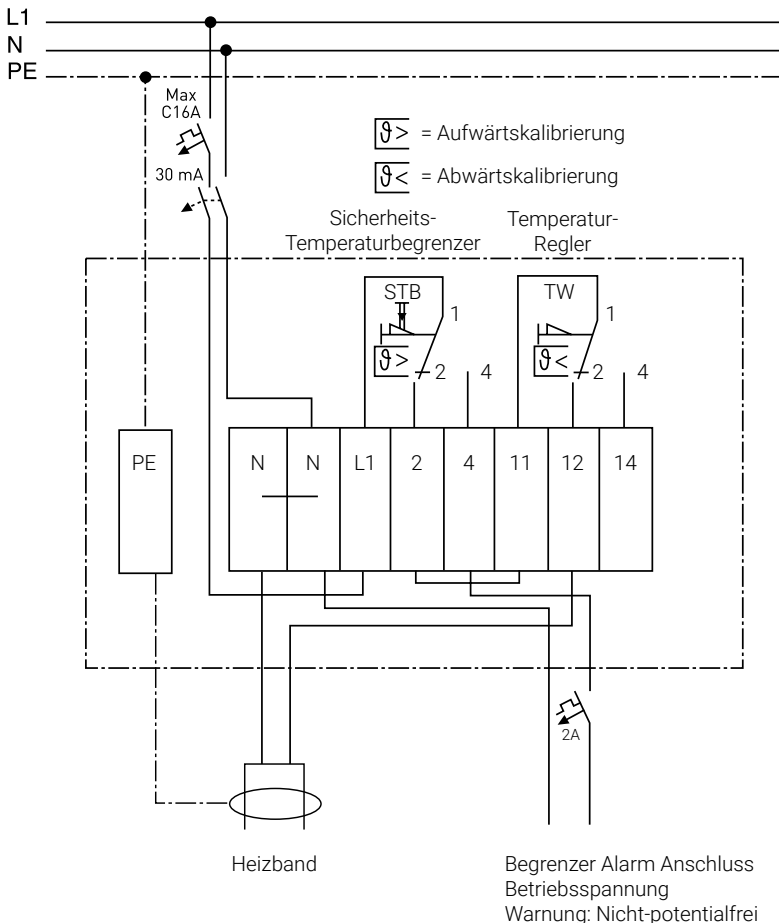 L1
N
PE
Max
C16A
30 mA
ϑ> = Aufwärtskalibrierung
ϑ< = Abwärtskalibrierung
Sicherheits-
Temperaturbegrenzer
Temperatur-
Regler
STB
1
ϑ>
2
4
TW
1
ϑ<
2
4
PE
N
N
L1
2
4
11
12
14
2A
Heizband
Begrenzer Alarm Anschluss
Betriebsspannung
Warnung: Nicht-potentialfrei